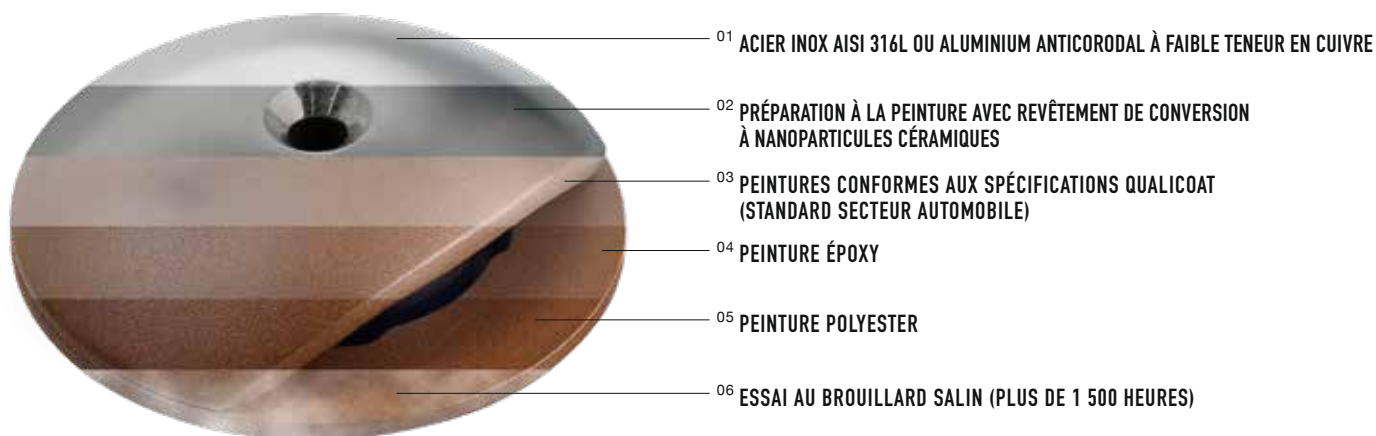 01 ACIER INOX AISI 316L OU ALUMINIUM ANTICORODAL À FAIBLE TENEUR EN CUIVRE
02 PRÉPARATION À LA PEINTURE AVEC REVÊTEMENT DE CONVERSION
À NANOPARTICULES CÉRAMIQUES
03 PEINTURES CONFORMES AUX SPÉCIFICATIONS QUALICOAT
(STANDARD SECTEUR AUTOMOBILE)
04 PEINTURE ÉPOXY
05 PEINTURE POLYESTER
06 ESSAI AU BROUILLARD SALIN (PLUS DE 1 500 HEURES)